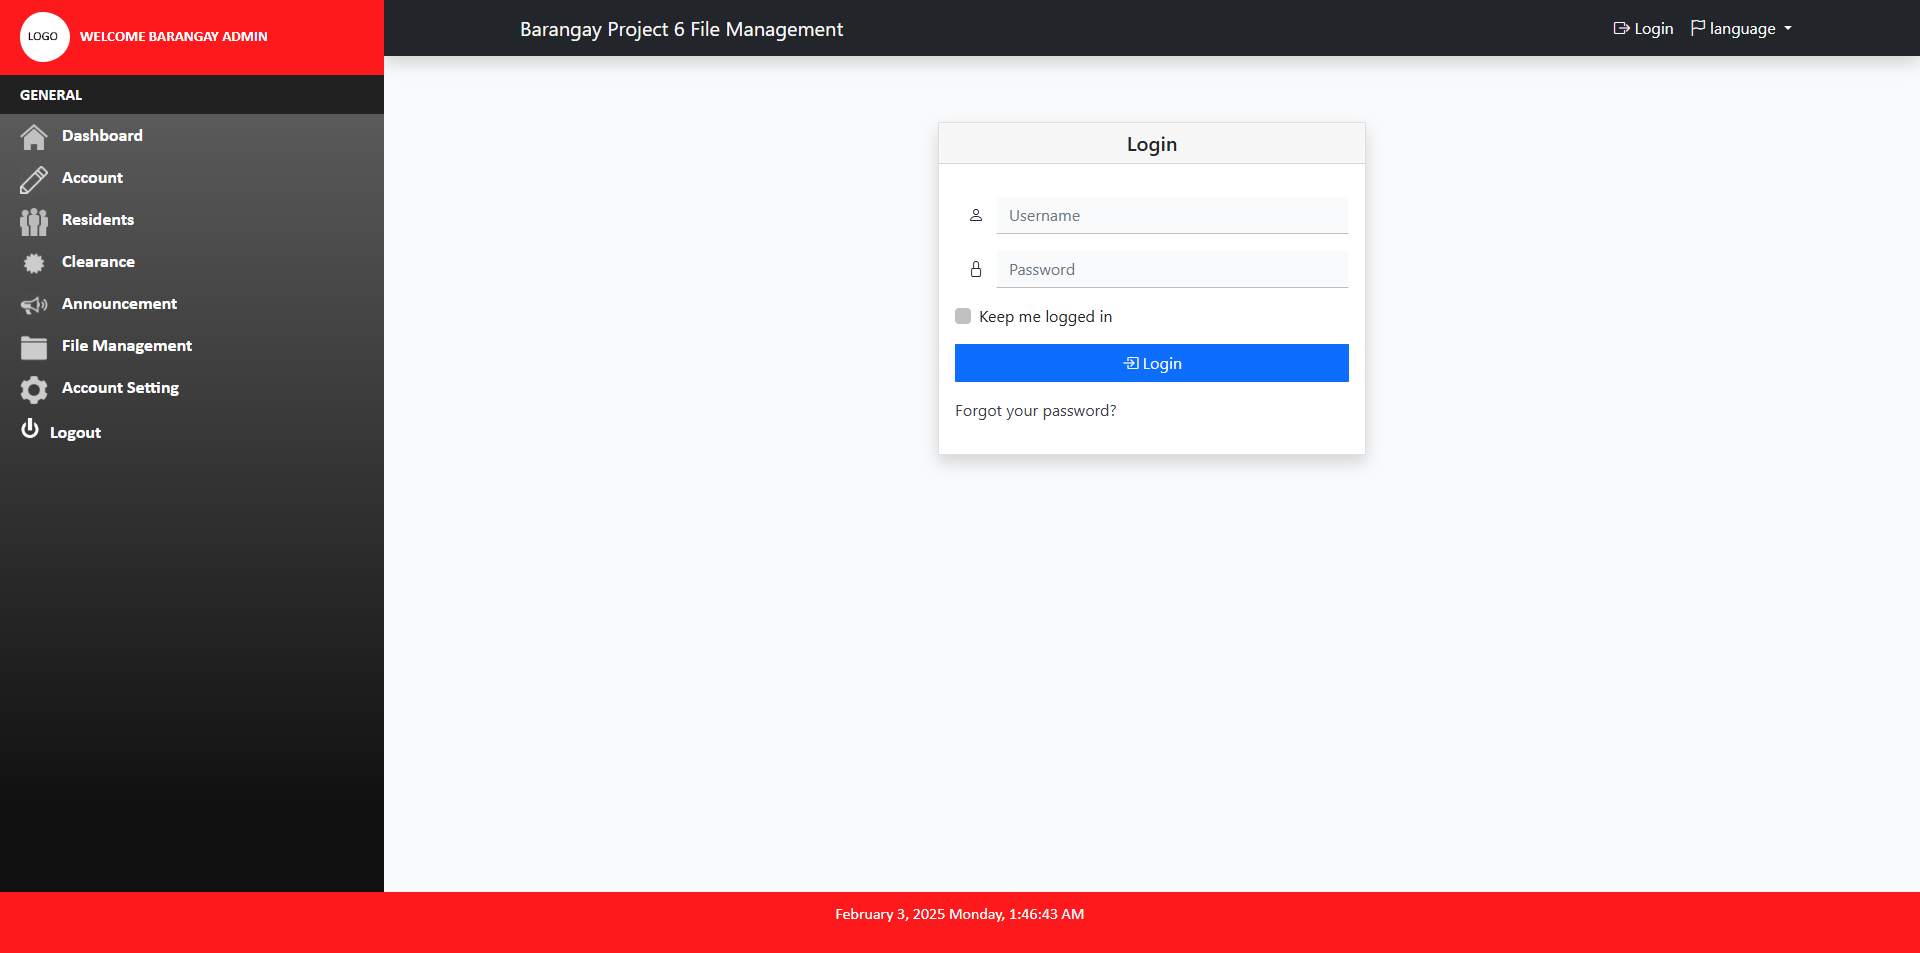 LOGO
WELCOME BARANGAY ADMIN
GENERAL
Dashboard
Account
Residents
Clearance
Announcement
File Management
Account Setting
Logout
Barangay Project 6 File Management
Login
language
Login
Username
Password
Keep me logged in
Login
Forgot your password?
February 3, 2025 Monday, 1:46:43 AM